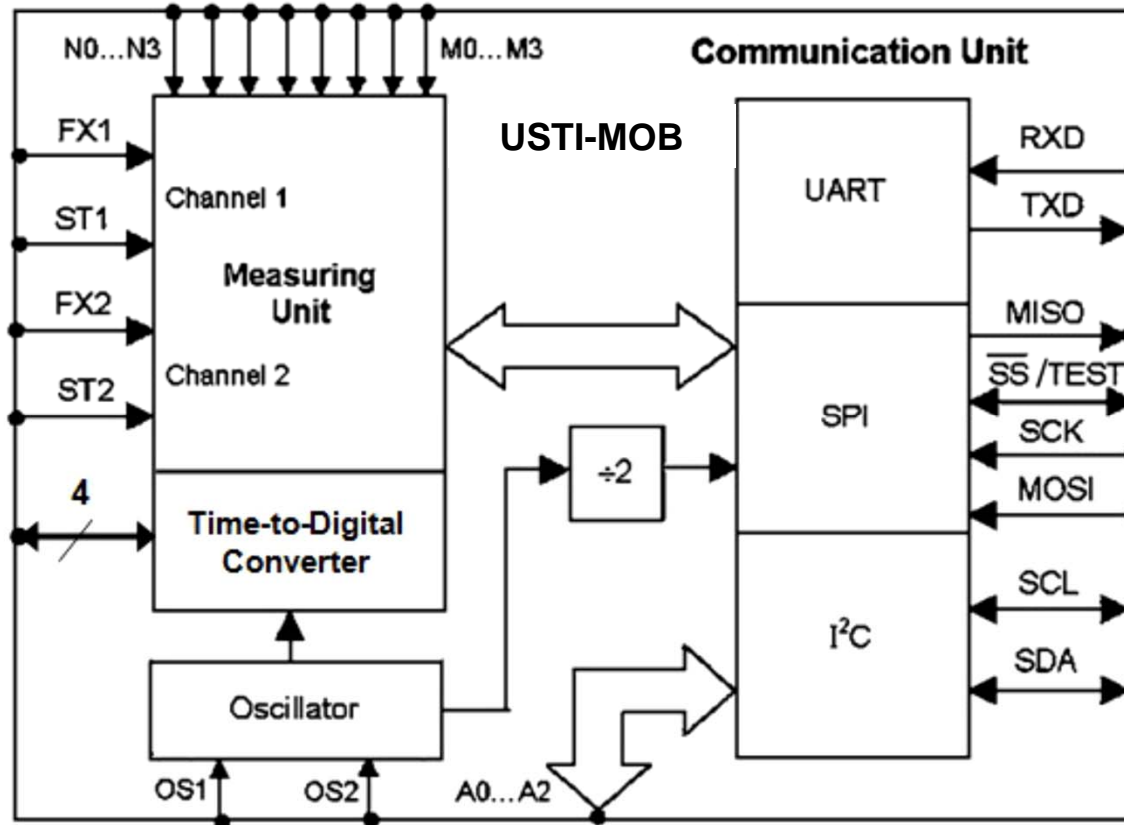 N0...N3
M0...M3
Communication Unit
USTI-MOB
FX1
ST1
FX2
ST2
4
Channel 1
Measuring
Unit
Channel 2
Time-to-Digital
Converter
Oscillator
OS1
OS2
÷2
A0...A2
UART
SPI
I²C
RXD
TXD
MISO
S̅S̅ /TEST
SCK
MOSI
SCL
SDA